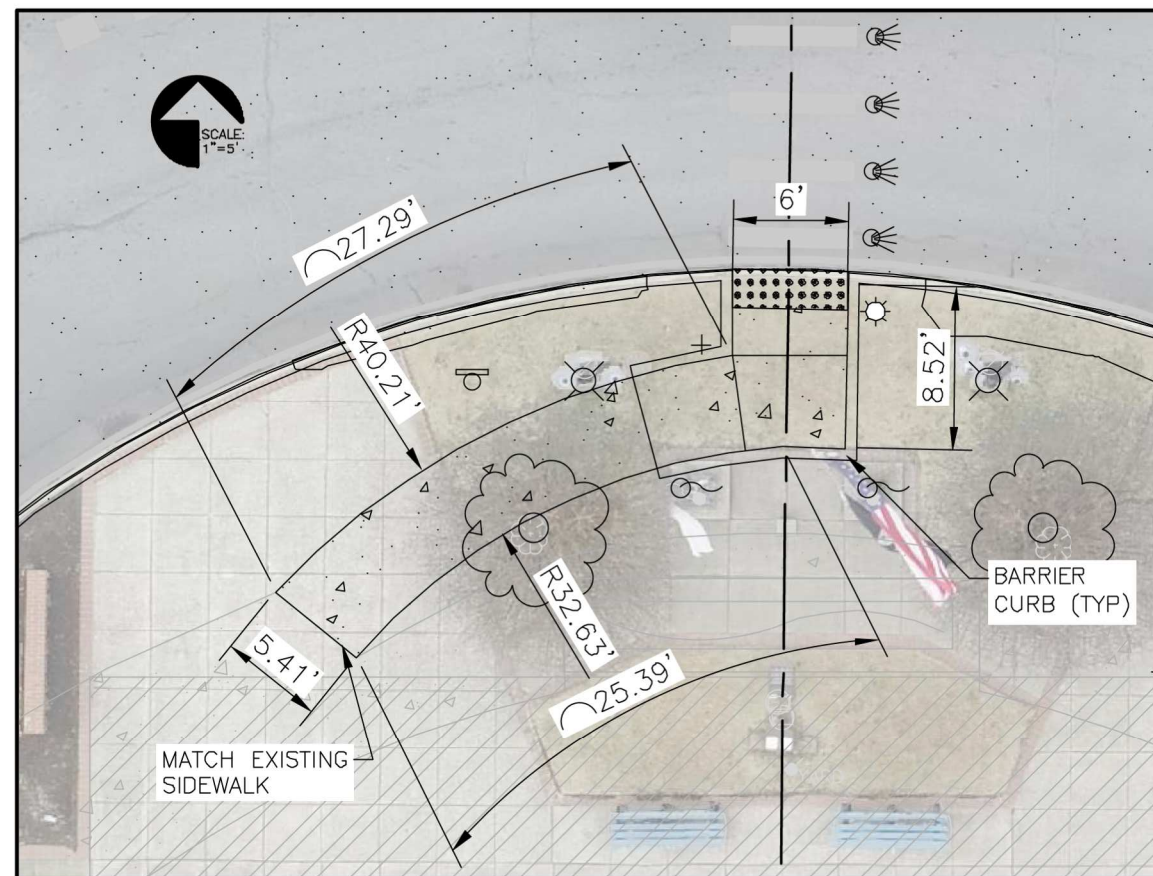 SCALE:
1"=5'
⌒27.29'
6'
R40.21'
8.52'
R32.63'
BARRIER
CURB (TYP)
5.41'
⌒25.39'
MATCH EXISTING
SIDEWALK